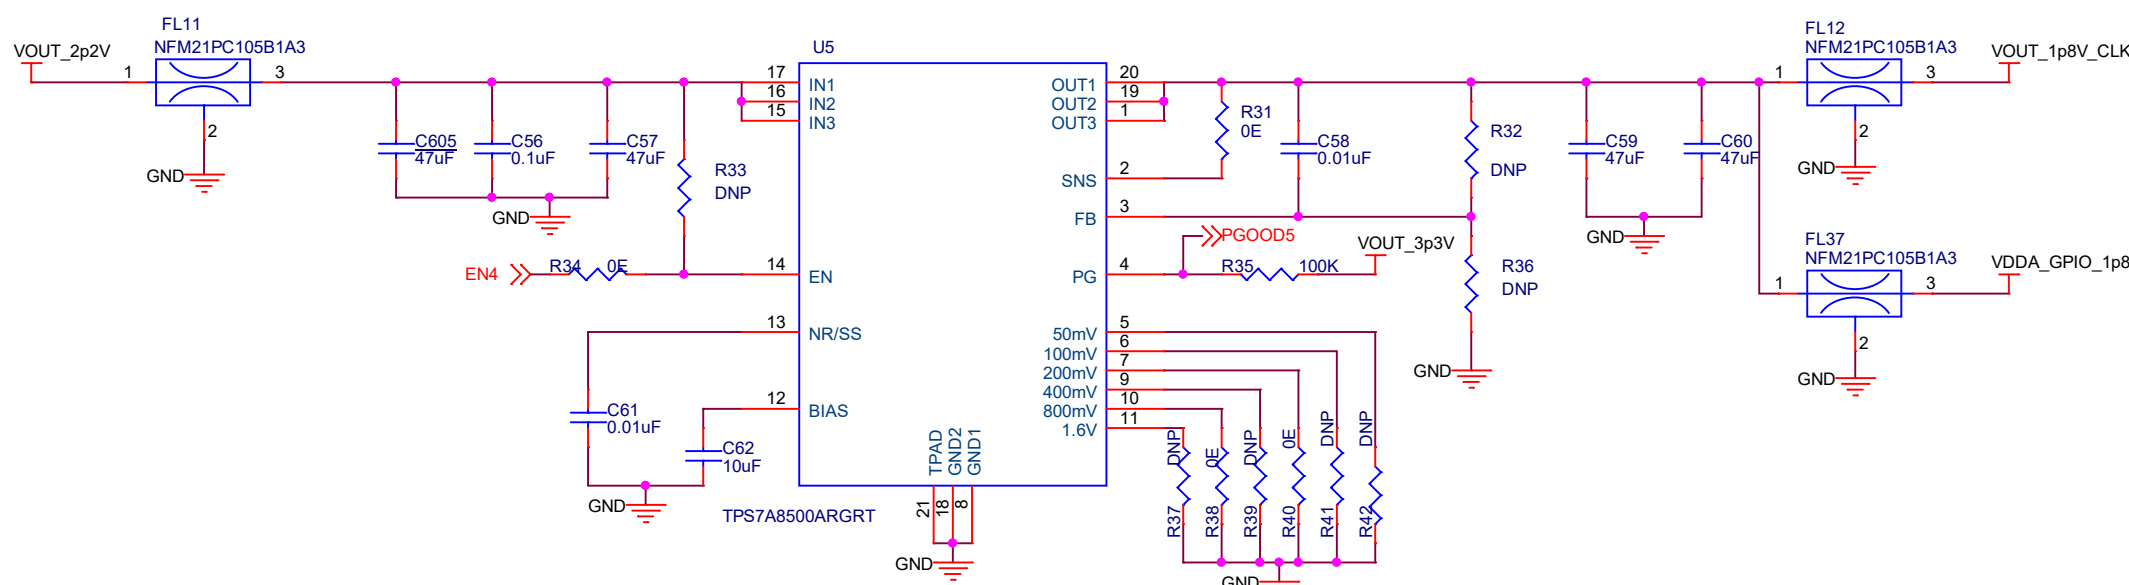 FL11
NFM21PC105B1A3
VOUT_2p2V
1
3
2
GND
C605
47uF
C56
0.1uF
C57
47uF
GND
R33
DNP
EN4
R34
0E
U5
17
IN1
16
IN2
15
IN3
14
EN
13
NR/SS
12
BIAS
C61
0.01uF
C62
10uF
GND
TPAD
GND2
GND1
21
18
8
TPS7A8500ARGRT
GND
20
OUT1
19
OUT2
1
OUT3
2
SNS
3
FB
4
PG
5
50mV
6
100mV
7
200mV
9
400mV
10
800mV
11
1.6V
R31
0E
C58
0.01uF
R32
DNP
PGOOD5
R35
100K
VOUT_3p3V
R36
DNP
GND
DNP
0E
DNP
0E
DNP
DNP
R37
R38
R39
R40
R41
R42
GND
C59
47uF
C60
47uF
GND
FL12
NFM21PC105B1A3
VOUT_1p8V_CLK
1
3
2
GND
FL37
NFM21PC105B1A3
VDDA_GPIO_1p8
1
3
2
GND